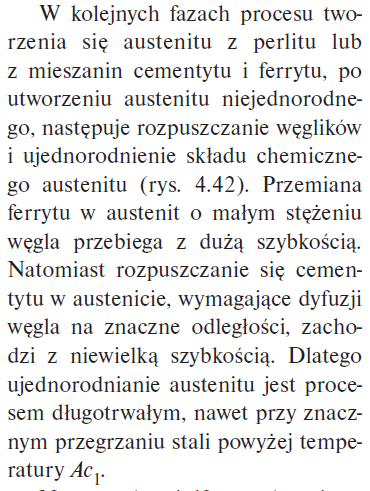 W kolejnych fazach procesu two-
rzenia się austenitu z perlitu lub
z mieszanin cementytu i ferrytu, po
utworzeniu austenitu niejednorodne-
go, następuje rozpuszczanie węglików
i ujednorodnienie składu chemiczne-
go austenitu (rys. 4.42). Przemiana
ferrytu w austenit o małym stężeniu
węgla przebiega z dużą szybkością.
Natomiast rozpuszczanie się cemen-
tytu w austenicie, wymagające dyfuzji
węgla na znaczne odległości, zacho-
dzi z niewielką szybkością. Dlatego
ujednorodnianie austenitu jest proce-
sem długotrwałym, nawet przy znacz-
nym przegrzaniu stali powyżej tempe-
ratury Ac1.